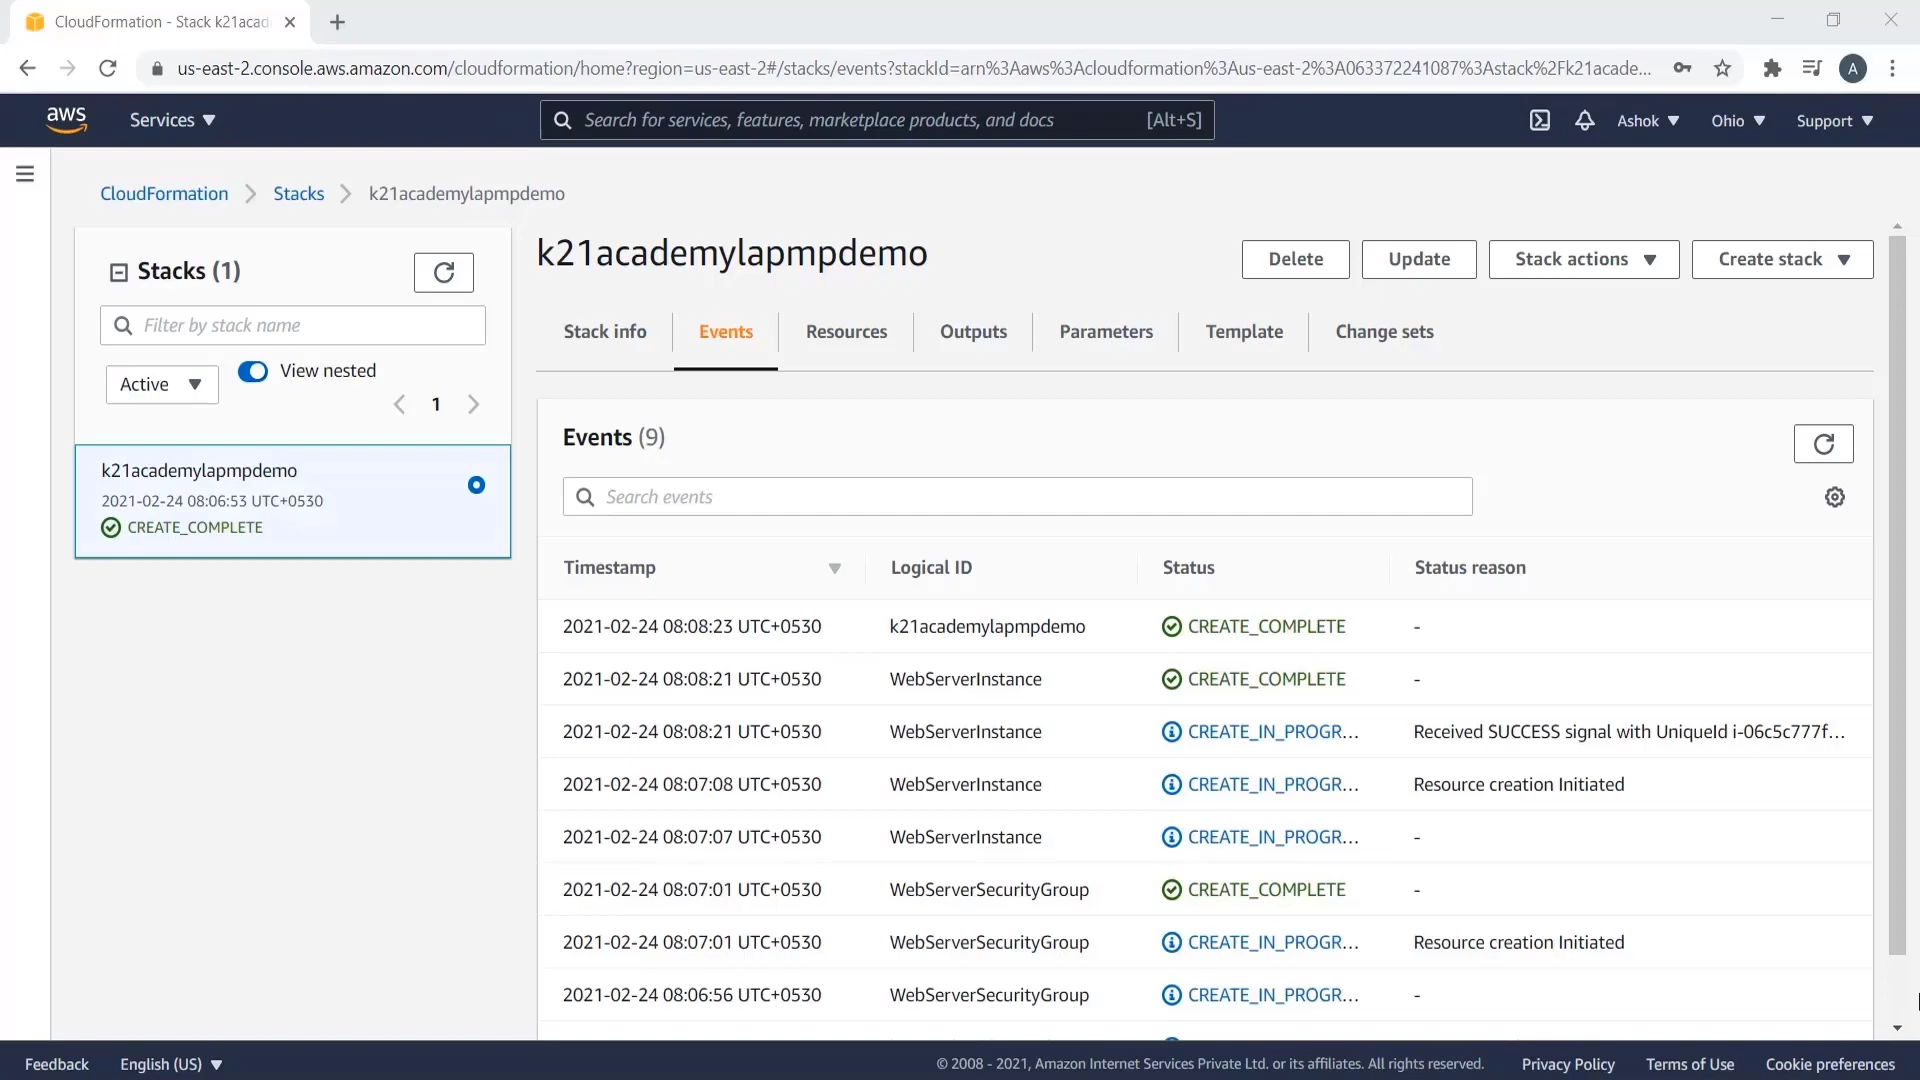 CloudFormation - Stack k21acad
us-east-2.console.aws.amazon.com/cloudformation/home?region=us-east-2#/stacks/events?stackId=arn%3Aaws%3Acloudformation%3Aus-east-2%3A063372241087%3Astack%2Fk21acade...
A
aws
Services
Search for services, features, marketplace products, and docs
[Alt+S]
Ashok
Ohio
Support
CloudFormation
Stacks
k21academylapmpdemo
Stacks (1)
Filter by stack name
Active
View nested
1
k21academylapmpdemo
2021-02-24 08:06:53 UTC+0530
CREATE_COMPLETE
k21academylapmpdemo
Delete
Update
Stack actions
Create stack
Stack info
Events
Resources
Outputs
Parameters
Template
Change sets
Events (9)
Search events
Timestamp Logical ID Status Status reason
2021-02-24 08:08:23 UTC+0530 k21academylapmpdemo CREATE_COMPLETE -
2021-02-24 08:08:21 UTC+0530 WebServerInstance CREATE_COMPLETE -
2021-02-24 08:08:21 UTC+0530 WebServerInstance CREATE_IN_PROGR... Received SUCCESS signal with UniqueId i-06c5c777f...
2021-02-24 08:07:08 UTC+0530 WebServerInstance CREATE_IN_PROGR... Resource creation Initiated
2021-02-24 08:07:07 UTC+0530 WebServerInstance CREATE_IN_PROGR... -
2021-02-24 08:07:01 UTC+0530 WebServerSecurityGroup CREATE_COMPLETE -
2021-02-24 08:07:01 UTC+0530 WebServerSecurityGroup CREATE_IN_PROGR... Resource creation Initiated
2021-02-24 08:06:56 UTC+0530 WebServerSecurityGroup CREATE_IN_PROGR... -
Feedback
English (US)
© 2008 - 2021, Amazon Internet Services Private Ltd. or its affiliates. All rights reserved.
Privacy Policy
Terms of Use
Cookie preferences